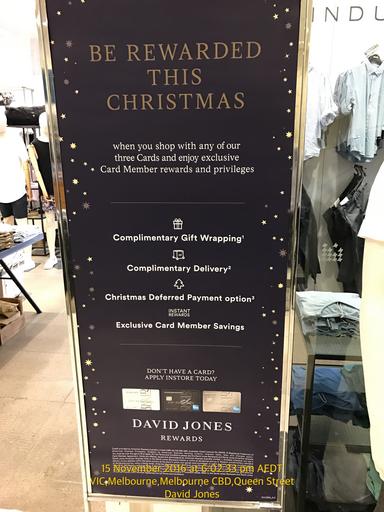 INDU
BE REWARDED
THIS
CHRISTMAS
when you shop with any of our
three Cards and enjoy exclusive
Card Member rewards and privileges
Complimentary Gift Wrapping¹
Complimentary Delivery²
Christmas Deferred Payment option³
INSTANT
REWARDS
Exclusive Card Member Savings
DON'T HAVE A CARD?
APPLY INSTORE TODAY
DAVID JONES
REWARDS
15 November 2016 at 6:02:33 pm AEDT
VIC,Melbourne,Melbourne CBD,Queen Street
David Jones